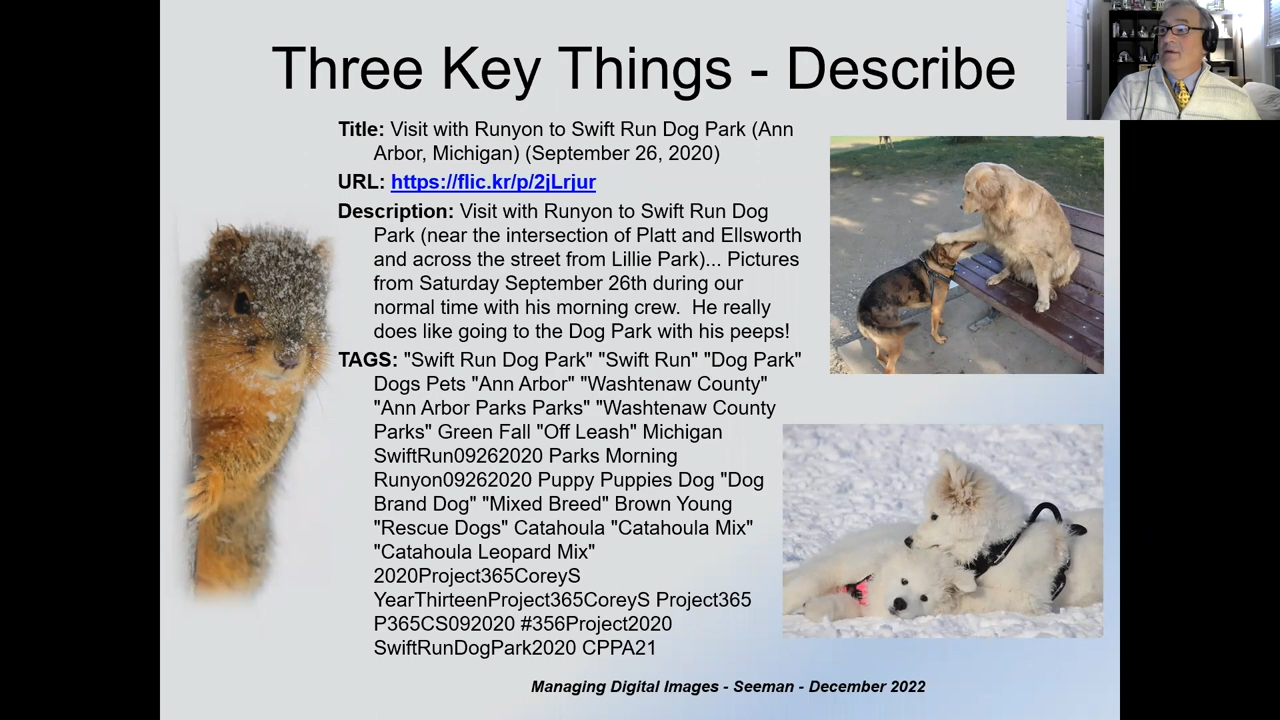 Three Key Things - Describe
Title: Visit with Runyon to Swift Run Dog Park (Ann
Arbor, Michigan) (September 26, 2020)
URL: https://flic.kr/p/2jLrjur
Description: Visit with Runyon to Swift Run Dog
Park (near the intersection of Platt and Ellsworth
and across the street from Lillie Park)... Pictures
from Saturday September 26th during our
normal time with his morning crew.  He really
does like going to the Dog Park with his peeps!
TAGS: "Swift Run Dog Park" "Swift Run" "Dog Park"
Dogs Pets "Ann Arbor" "Washtenaw County"
"Ann Arbor Parks Parks" "Washtenaw County
Parks" Green Fall "Off Leash" Michigan
SwiftRun09262020 Parks Morning
Runyon09262020 Puppy Puppies Dog "Dog
Brand Dog" "Mixed Breed" Brown Young
"Rescue Dogs" Catahoula "Catahoula Mix"
"Catahoula Leopard Mix"
2020Project365CoreyS
YearThirteenProject365CoreyS Project365
P365CS092020 #356Project2020
SwiftRunDogPark2020 CPPA21
Managing Digital Images - Seeman - December 2022